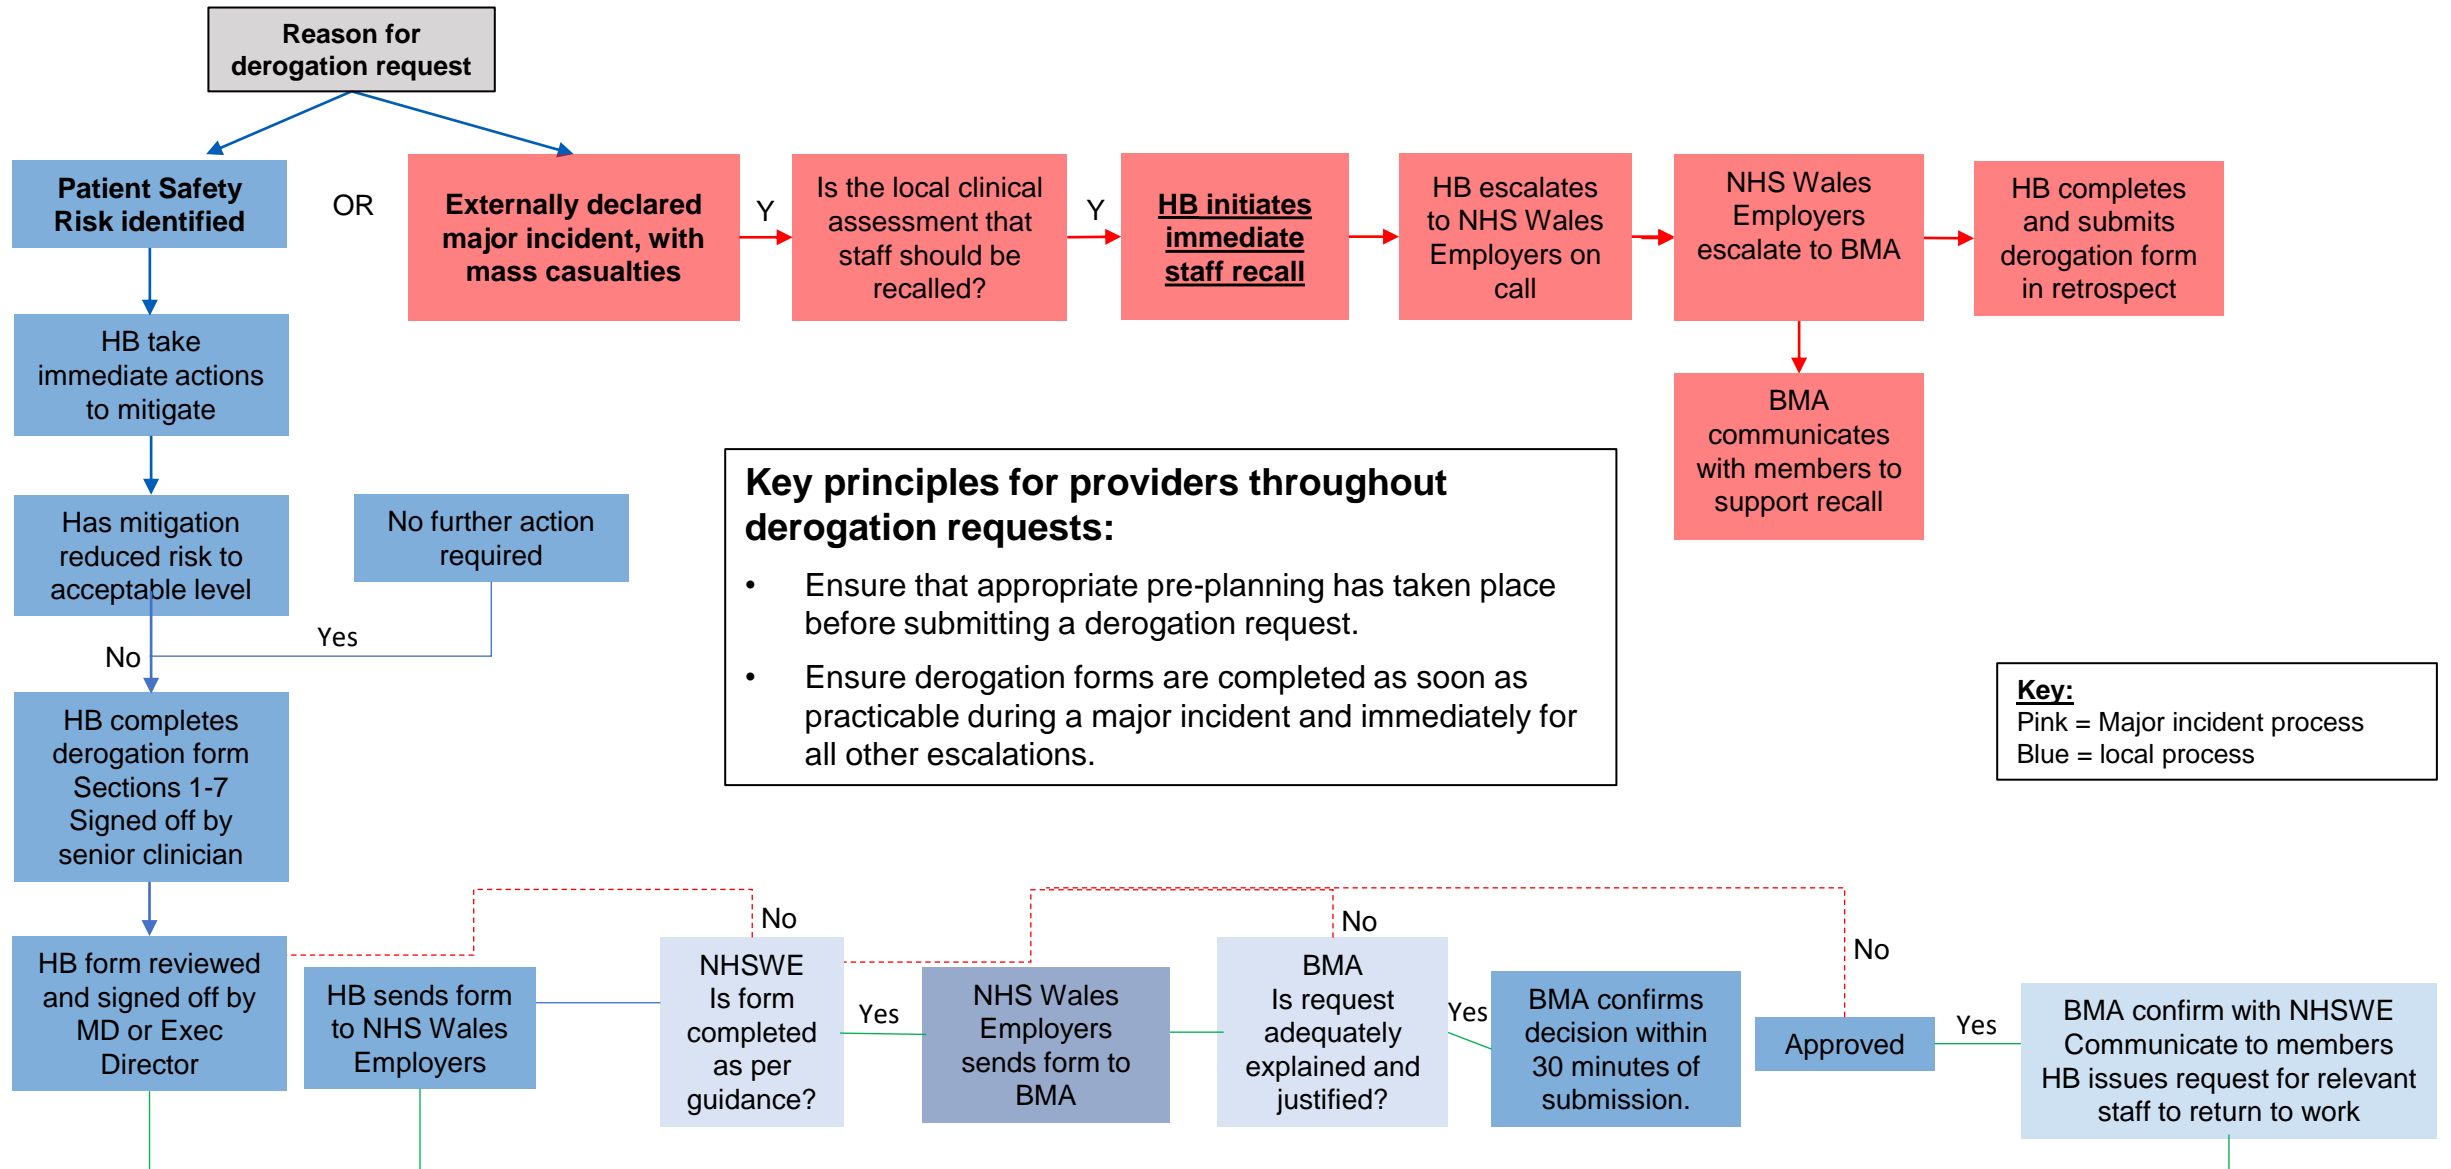 Reason for
derogation request
Patient Safety
Risk identified
OR
Externally declared
major incident, with
mass casualties
Y
Is the local clinical
assessment that
staff should be
recalled?
Y
HB initiates
immediate
staff recall
HB escalates
to NHS Wales
Employers on
call
NHS Wales
Employers
escalate to BMA
HB completes
and submits
derogation form
in retrospect
BMA
communicates
with members to
support recall
HB take
immediate actions
to mitigate
Has mitigation
reduced risk to
acceptable level
No further action
required
Yes
No
Key principles for providers throughout
derogation requests:
• Ensure that appropriate pre-planning has taken place
before submitting a derogation request.
• Ensure derogation forms are completed as soon as
practicable during a major incident and immediately for
all other escalations.
Key:
Pink = Major incident process
Blue = local process
HB completes
derogation form
Sections 1-7
Signed off by
senior clinician
HB form reviewed
and signed off by
MD or Exec
Director
HB sends form
to NHS Wales
Employers
No
NHSWE
Is form
completed
as per
guidance?
Yes
NHS Wales
Employers
sends form to
BMA
No
BMA
Is request
adequately
explained and
justified?
Yes
BMA confirms
decision within
30 minutes of
submission.
No
Approved
Yes
BMA confirm with NHSWE
Communicate to members
HB issues request for relevant
staff to return to work